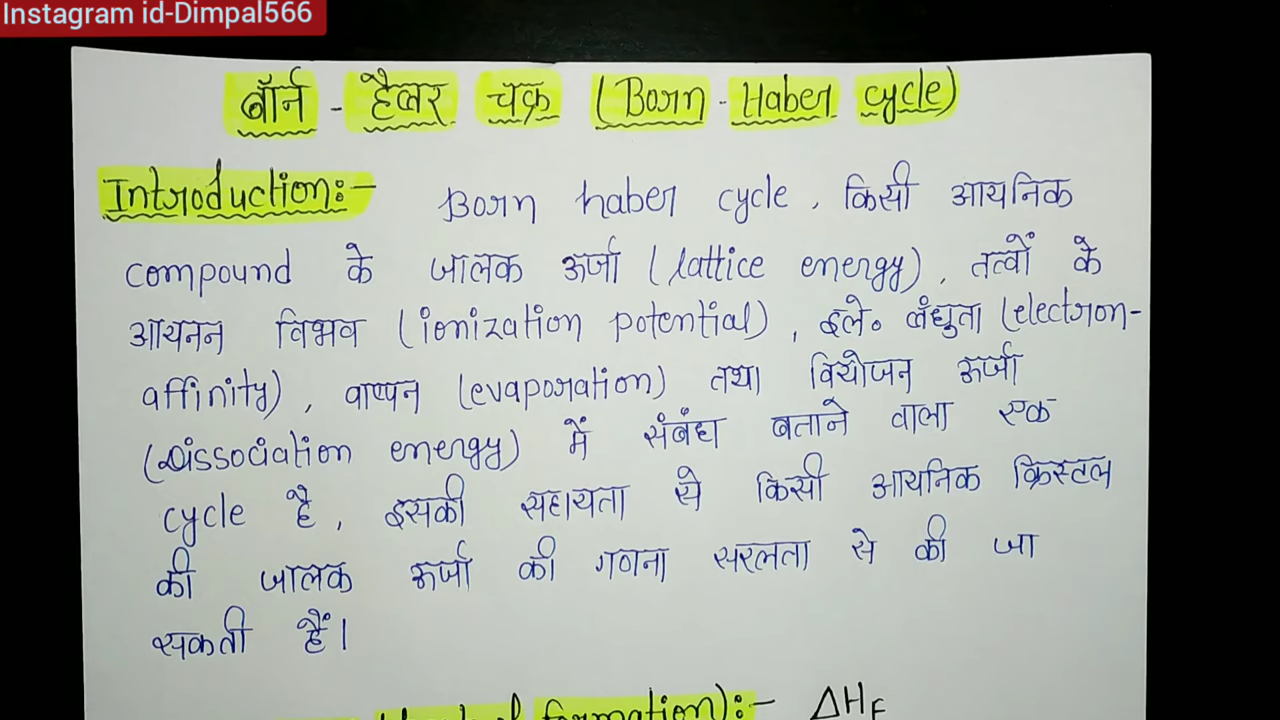 Instagram id-Dimpal566
बॉर्न - हैबर चक्र (Born - Haber cycle)
Introduction:- Born haber cycle, किसी आयनिक
compound के जालक ऊर्जा (lattice energy), तत्वों के
आयनन विभव (ionization potential), इले० बंधुता (electron-
affinity), वाष्पन (evaporation) तथा वियोजन ऊर्जा
(Dissociation energy) में संबंध बताने वाला एक
cycle है, इसकी सहायता से किसी आयनिक क्रिस्टल
की जालक ऊर्जा की गणना सरलता से की जा
सकती हैं।
formation):- ΔHF